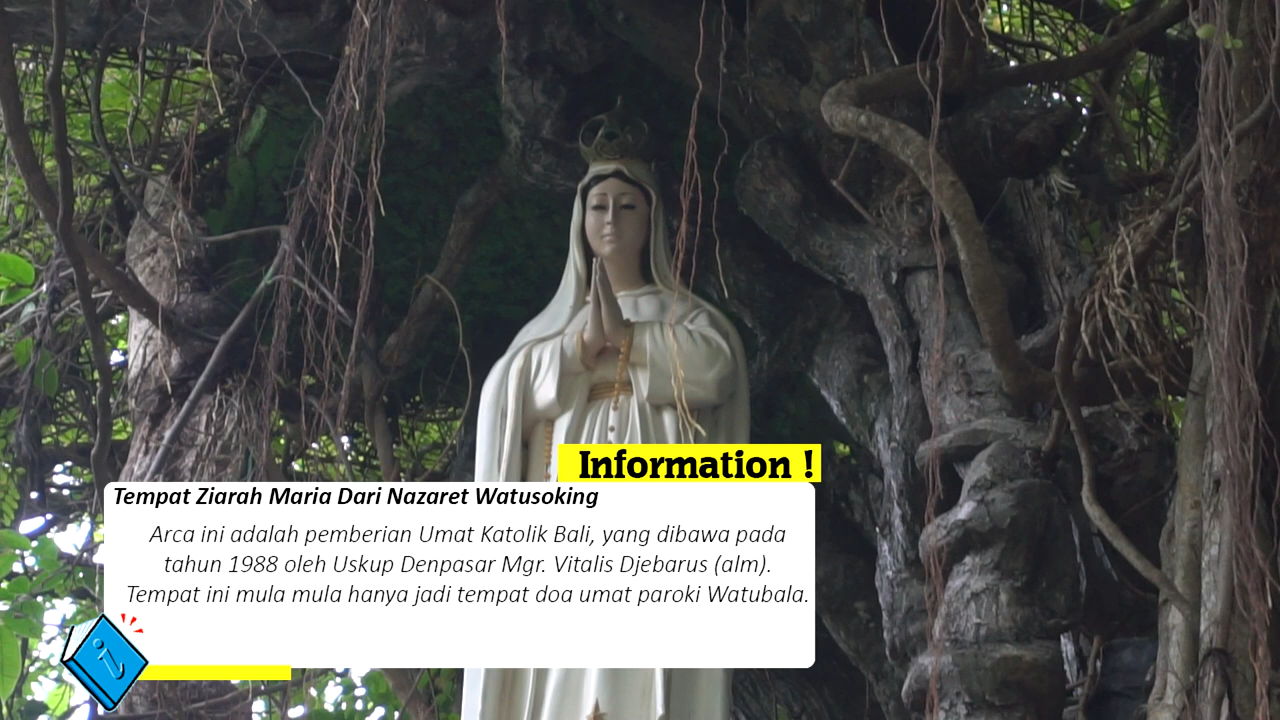 Information !
Tempat Ziarah Maria Dari Nazaret Watusoking
Arca ini adalah pemberian Umat Katolik Bali, yang dibawa pada
tahun 1988 oleh Uskup Denpasar Mgr. Vitalis Djebarus (alm).
Tempat ini mula mula hanya jadi tempat doa umat paroki Watubala.
i